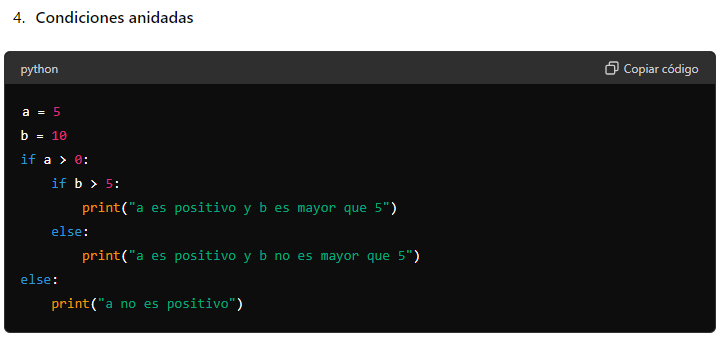 4. Condiciones anidadas
python
Copiar código
a = 5
b = 10
if a > 0:
    if b > 5:
        print("a es positivo y b es mayor que 5")
    else:
        print("a es positivo y b no es mayor que 5")
else:
    print("a no es positivo")